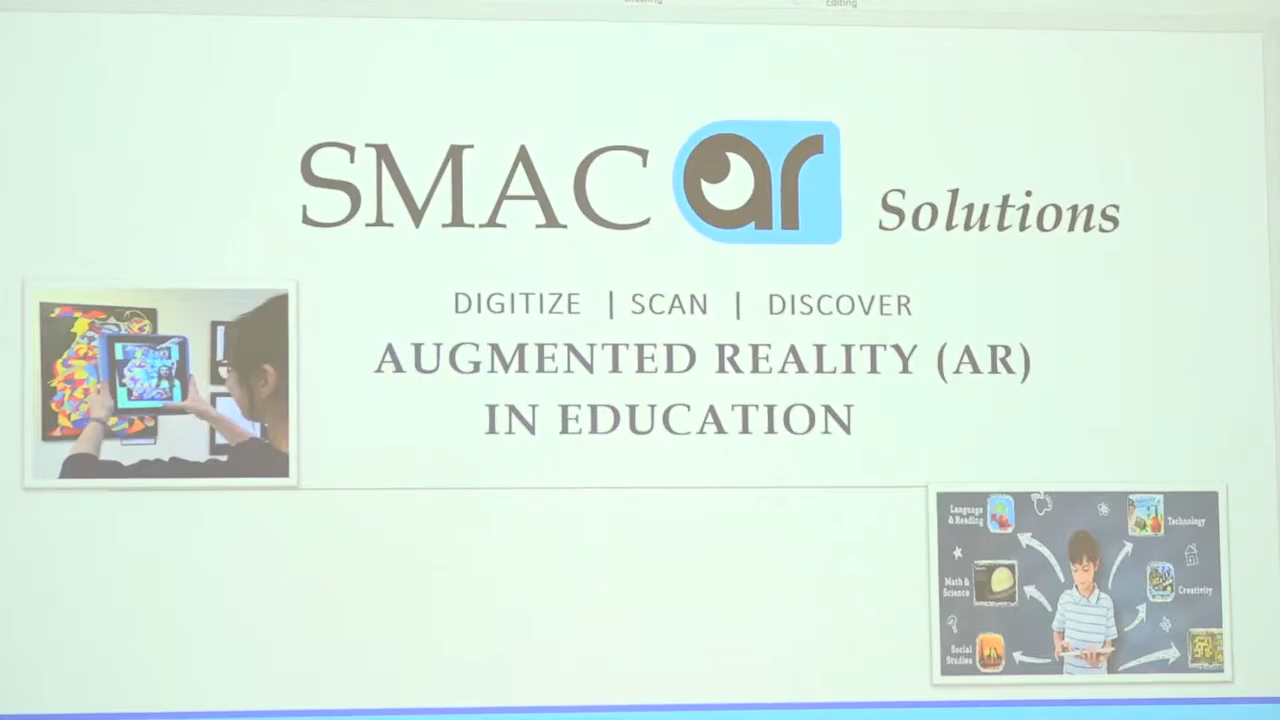 Editing
SMAC ar Solutions
DIGITIZE | SCAN | DISCOVER
AUGMENTED REALITY (AR)
IN EDUCATION
Language
& Reading
Technology
Math &
Science
Creativity
Social
Studies